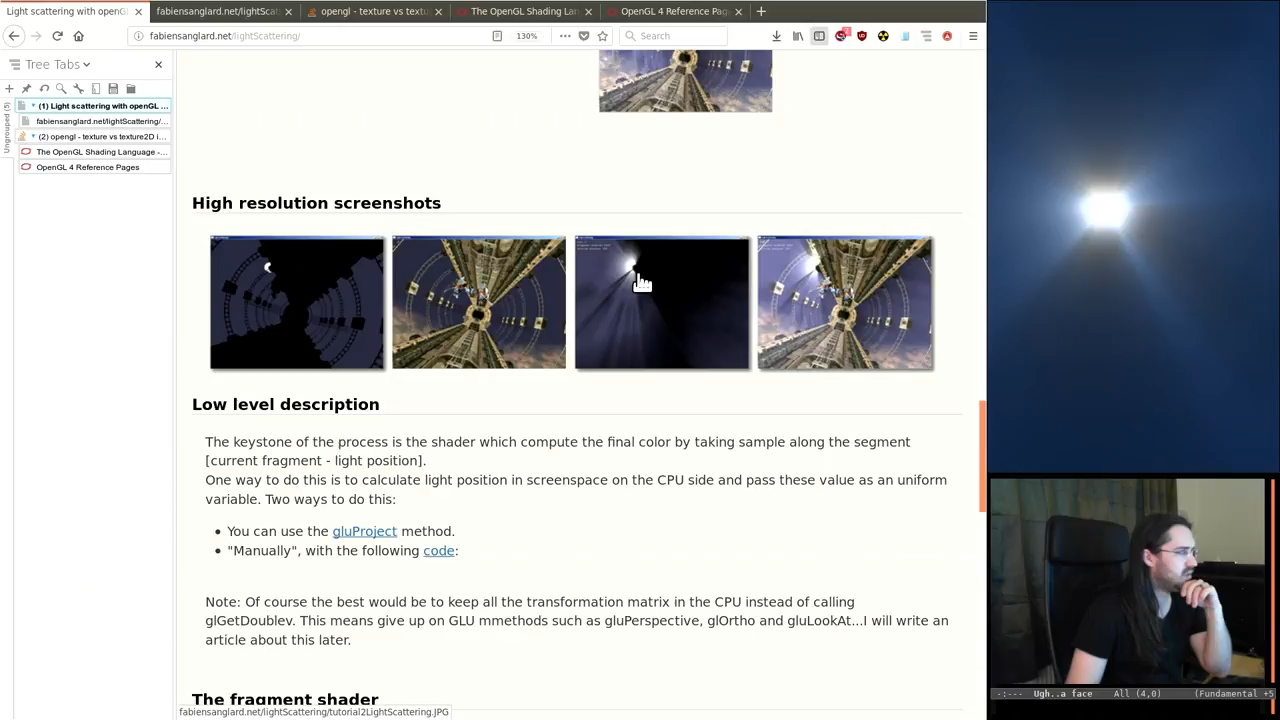 Light scattering with openG
fabiensanglard.net/lightScat
opengl - texture vs textu
The OpenGL Shading Lan
OpenGL 4 Reference Pag
fabiensanglard.net/lightScattering/
130%
Search
Tree Tabs
Ungrouped (5)
(1) Light scattering with openGL ...
fabiensanglard.net/lightScattering/...
(2) opengl - texture vs texture2D i...
The OpenGL Shading Language -...
OpenGL 4 Reference Pages
High resolution screenshots
Low level description
The keystone of the process is the shader which compute the final color by taking sample along the segment
[current fragment - light position].
One way to do this is to calculate light position in screenspace on the CPU side and pass these value as an uniform
variable. Two ways to do this:
• You can use the gluProject method.
• "Manually", with the following code:
Note: Of course the best would be to keep all the transformation matrix in the CPU instead of calling
glGetDoublev. This means give up on GLU mmethods such as gluPerspective, glOrtho and gluLookAt...I will write an
article about this later.
The fragment shader
fabiensanglard.net/lightScattering/tutorial2LightScattering.JPG
-:--- Ugh..a face All (4,0) (Fundamental +5